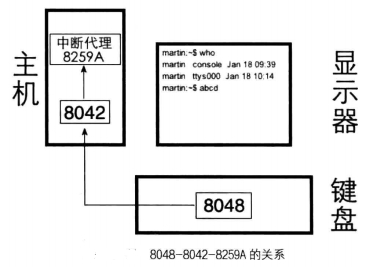 主机
中断代理
8259A
8042
martin:~$ who
martin console Jan 18 09:39
martin ttys000 Jan 18 10:14
martin:~$ abcd
显示器
键盘
8048
8048-8042-8259A 的关系